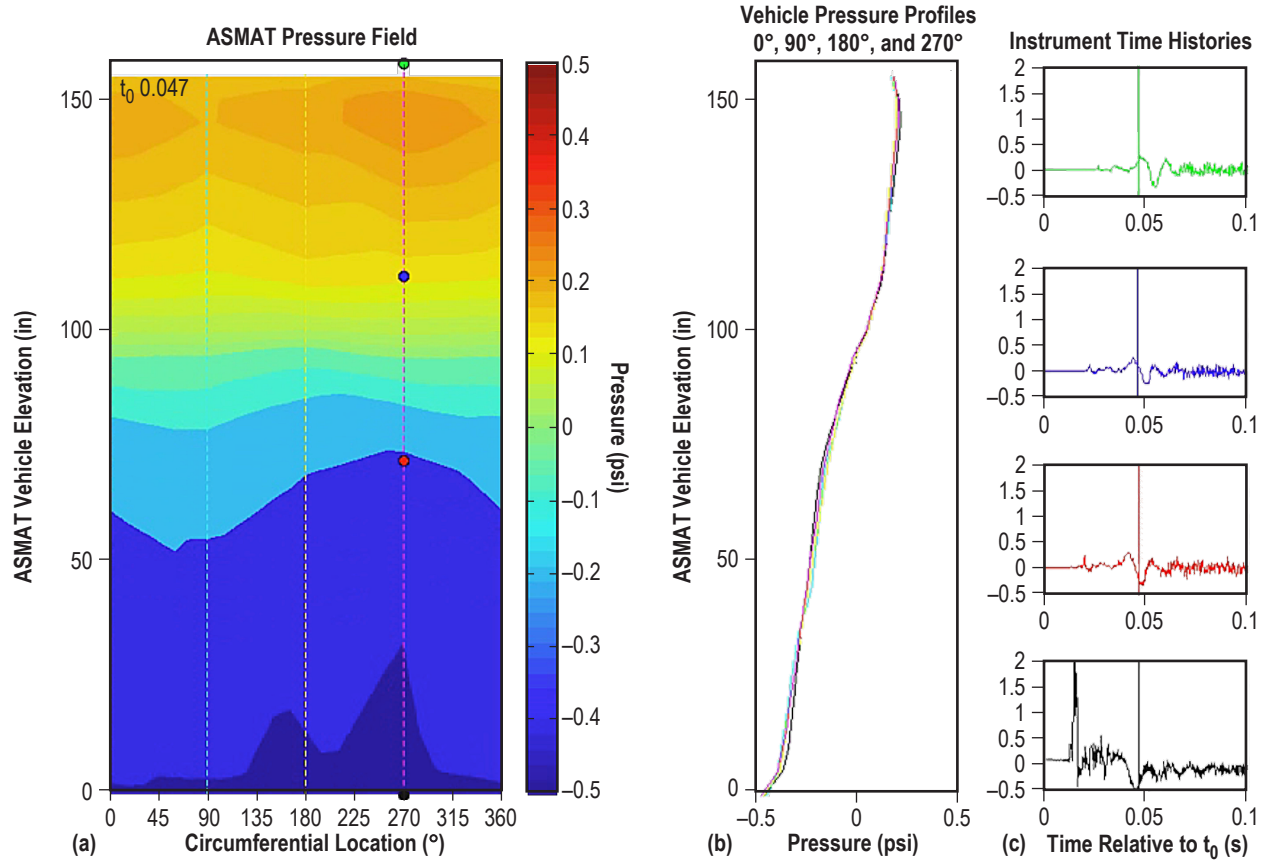 ASMAT Pressure Field
t0 0.047
150
100
50
0
ASMAT Vehicle Elevation (in)
0 45 90 135 180 225 270 315 360
(a) Circumferential Location (°)
0.5
0.4
0.3
0.2
0.1
0
–0.1
–0.2
–0.3
–0.4
–0.5
Pressure (psi)
Vehicle Pressure Profiles
0°, 90°, 180°, and 270°
150
100
50
0
ASMAT Vehicle Elevation (in)
–0.5 0 0.5
(b) Pressure (psi)
Instrument Time Histories
2
1.5
1
0.5
0
–0.5
0 0.05 0.1
2
1.5
1
0.5
0
–0.5
0 0.05 0.1
2
1.5
1
0.5
0
–0.5
0 0.05 0.1
2
1.5
1
0.5
0
–0.5
0 0.05 0.1
(c) Time Relative to t0 (s)